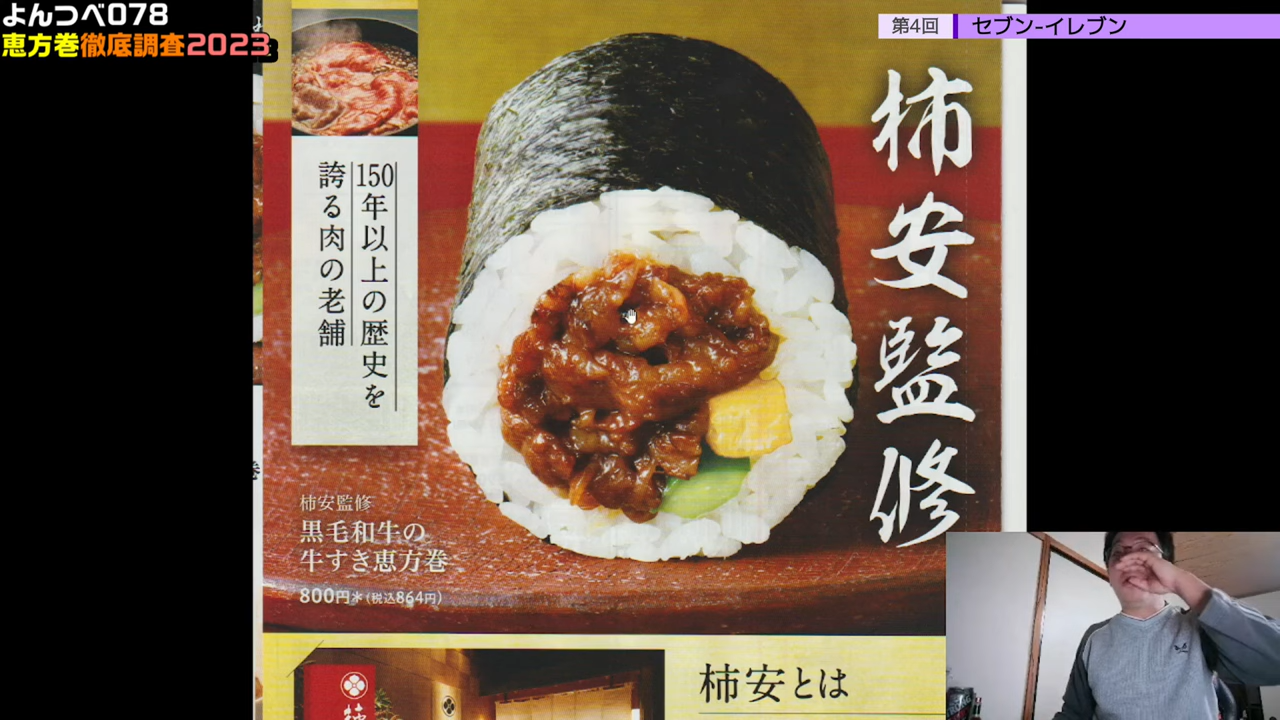 よんつべ078
恵方巻徹底調査2023
第4回
セブン-イレブン
柿安監修
150年以上の歴史を
誇る肉の老舗
柿安監修
黒毛和牛の
牛すき恵方巻
800円*(税込864円)
柿安とは